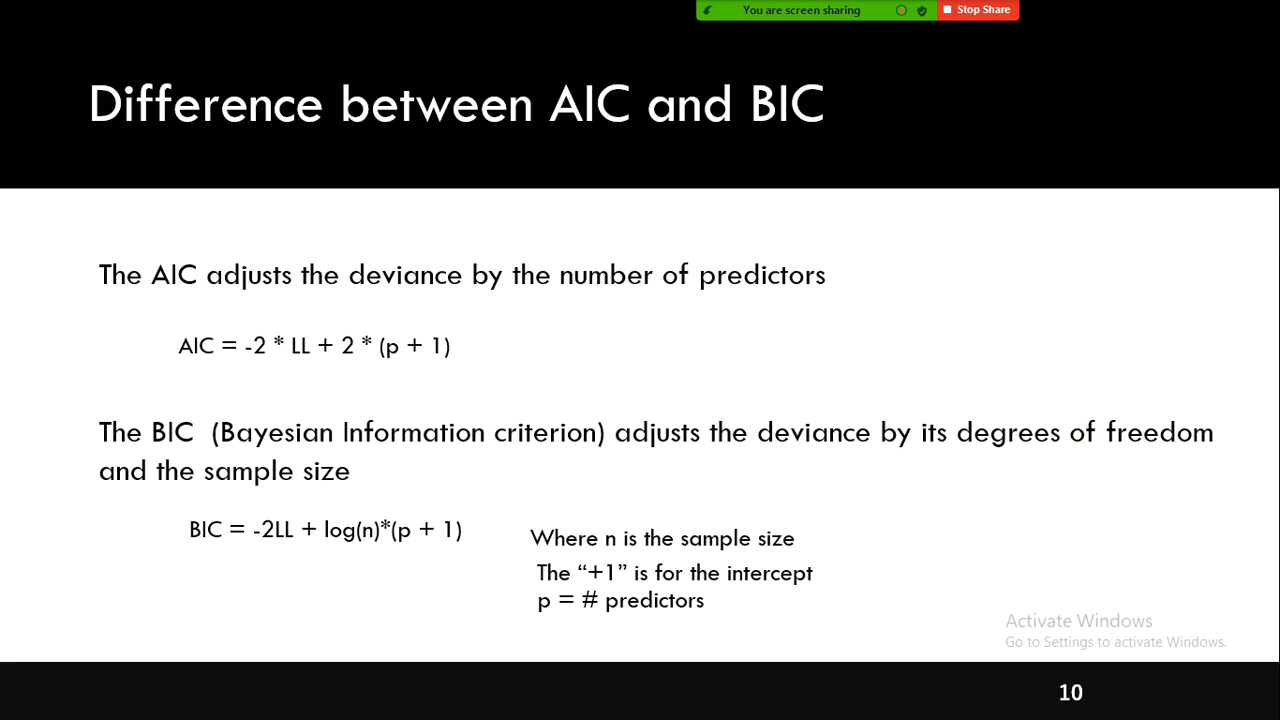 You are screen sharing
Stop Share
Difference between AIC and BIC
The AIC adjusts the deviance by the number of predictors
AIC = -2 * LL + 2 * (p + 1)
The BIC  (Bayesian Information criterion) adjusts the deviance by its degrees of freedom
and the sample size
BIC = -2LL + log(n)*(p + 1)
Where n is the sample size
The “+1” is for the intercept
p = # predictors
Activate Windows
Go to Settings to activate Windows.
10